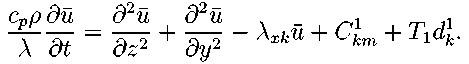 \frac{c_p \rho}{\lambda} \frac{\partial \bar{u}}{\partial t} = \frac{\partial^2 \bar{u}}{\partial z^2} + \frac{\partial^2 \bar{u}}{\partial y^2} - \lambda_{xk} \bar{u} + C^1_{km} + T_1 d^1_k.